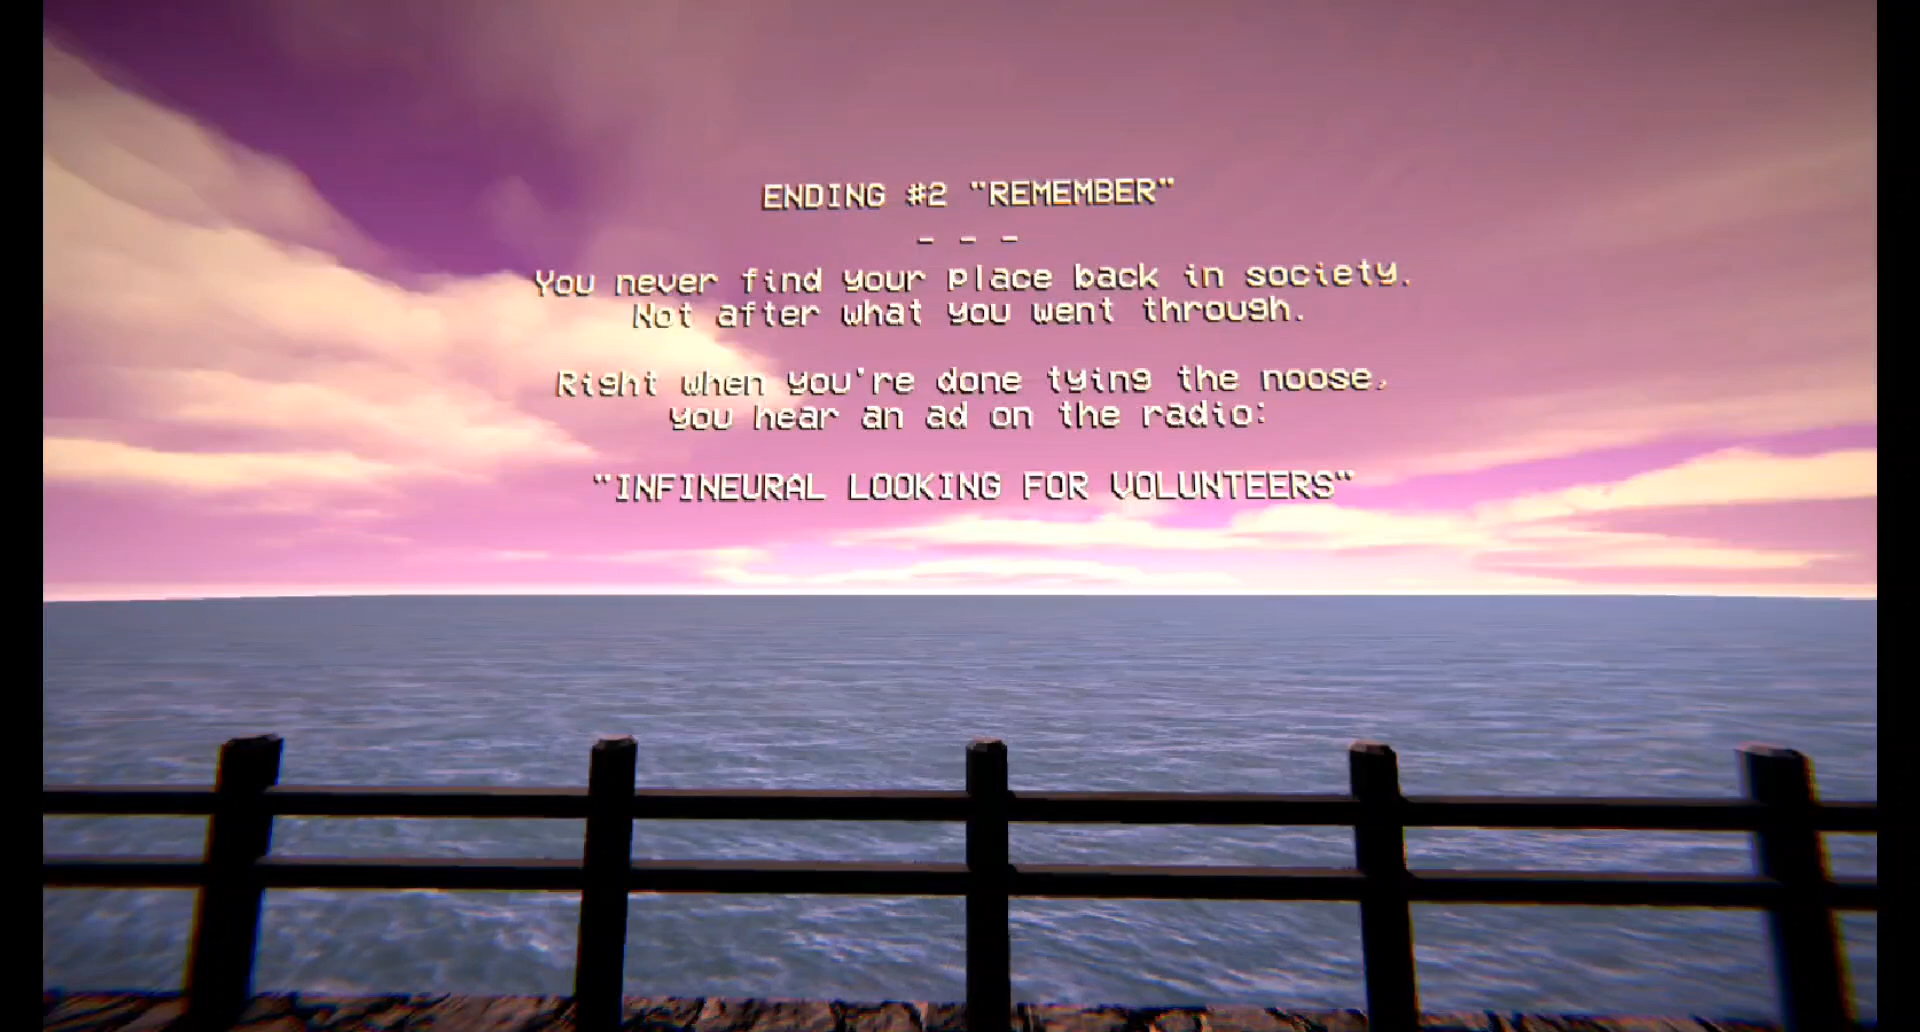 ENDING #2 "REMEMBER"
- - -
You never find your place back in society.
Not after what you went through.
Right when you're done tying the noose,
you hear an ad on the radio:
"INFINEURAL LOOKING FOR VOLUNTEERS"